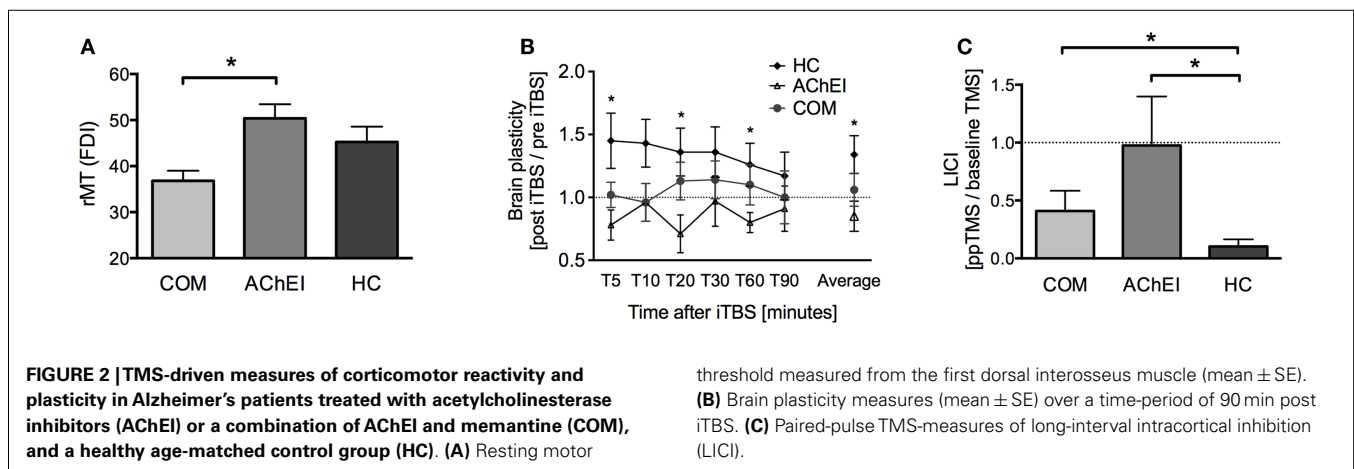 A
*
60
50
40
30
20
rMT (FDI)
COM AChEI HC
B
2.0
1.5
1.0
0.5
Brain plasticity
[post iTBS / pre iTBS]
HC
AChEI
COM
* * * *
T5 T10 T20 T30 T60 T90 Average
Time after iTBS [minutes]
C
*
*
1.5
1.0
0.5
0.0
LICI
[ppTMS / baseline TMS]
COM AChEI HC
FIGURE 2 | TMS-driven measures of corticomotor reactivity and
plasticity in Alzheimer's patients treated with acetylcholinesterase
inhibitors (AChEI) or a combination of AChEI and memantine (COM),
and a healthy age-matched control group (HC). (A) Resting motor
threshold measured from the first dorsal interosseus muscle (mean ± SE).
(B) Brain plasticity measures (mean ± SE) over a time-period of 90 min post
iTBS. (C) Paired-pulse TMS-measures of long-interval intracortical inhibition
(LICI).